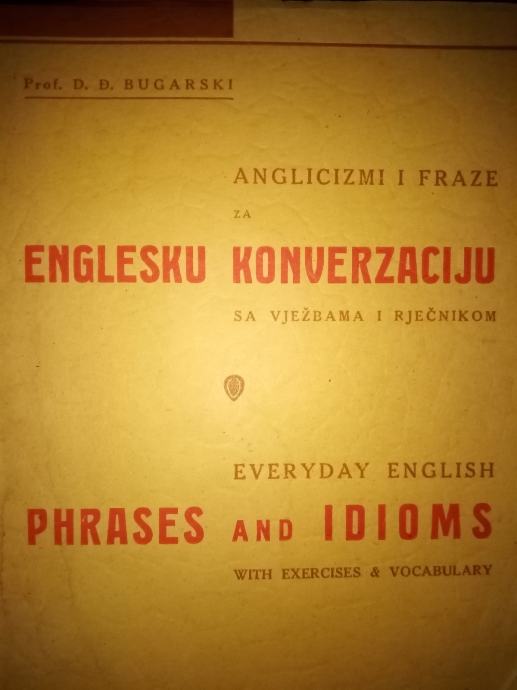 Prof. D. Đ. BUGARSKI
ANGLICIZMI I FRAZE
ZA
ENGLESKU KONVERZACIJU
SA VJEŽBAMA I RJEČNIKOM
EVERYDAY ENGLISH
PHRASES AND IDIOMS
WITH EXERCISES & VOCABULARY